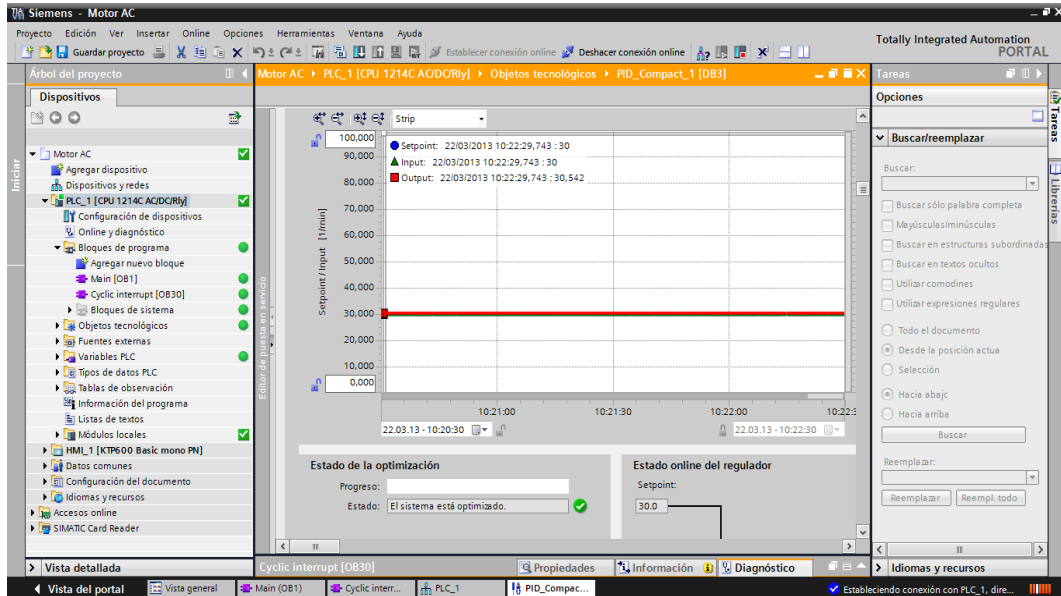 Siemens - Motor AC
Proyecto Edición Ver Insertar Online Opciones Herramientas Ventana Ayuda
Totally Integrated Automation
PORTAL
Guardar proyecto
Establecer conexión online
Deshacer conexión online
Árbol del proyecto
Motor AC
PLC_1 [CPU 1214C AC/DC/Rly]
Objetos tecnológicos
PID_Compact_1 [DB3]
Tareas
Dispositivos
Iniciar
Motor AC
Agregar dispositivo
Dispositivos y redes
PLC_1 [CPU 1214C AC/DC/Rly]
Configuración de dispositivos
Online y diagnóstico
Bloques de programa
Agregar nuevo bloque
Main [OB1]
Cyclic interrupt [OB30]
Bloques de sistema
Objetos tecnológicos
Fuentes externas
Variables PLC
Tipos de datos PLC
Tablas de observación
Información del programa
Listas de textos
Módulos locales
HMI_1 [KTP600 Basic mono PN]
Datos comunes
Configuración del documento
Idiomas y recursos
Accesos online
SIMATIC Card Reader
Vista detallada
Editor de puesta en servicio
Strip
Setpoint: 22/03/2013 10:22:29,743 : 30
Input: 22/03/2013 10:22:29,743 : 30
Output: 22/03/2013 10:22:29,743 : 30,542
Setpoint / Input [1/min]
100,000
90,000
80,000
70,000
60,000
50,000
40,000
30,000
20,000
10,000
0,000
10:21:00
10:21:30
10:22:00
22.03.13 - 10:20:30
22.03.13 - 10:22:30
Estado de la optimización
Progreso:
Estado: El sistema está optimizado.
Estado online del regulador
Setpoint:
30.0
Cyclic interrupt [OB30]
Propiedades
Información
Diagnóstico
Opciones
Buscar/reemplazar
Buscar:
Buscar sólo palabra completa
Mayúsculas/minúsculas
Buscar en estructuras subordinadas
Buscar en textos ocultos
Utilizar comodines
Utilizar expresiones regulares
Todo el documento
Desde la posición actua
Selección
Hacia abajc
Hacia arriba
Buscar
Reemplazar:
Reemplazar
Reempl. todo
Idiomas y recursos
Tareas
Librerías
Vista del portal
Vista general
Main (OB1)
Cyclic interr...
PLC_1
PID_Compac...
Estableciendo conexión con PLC_1, dire...